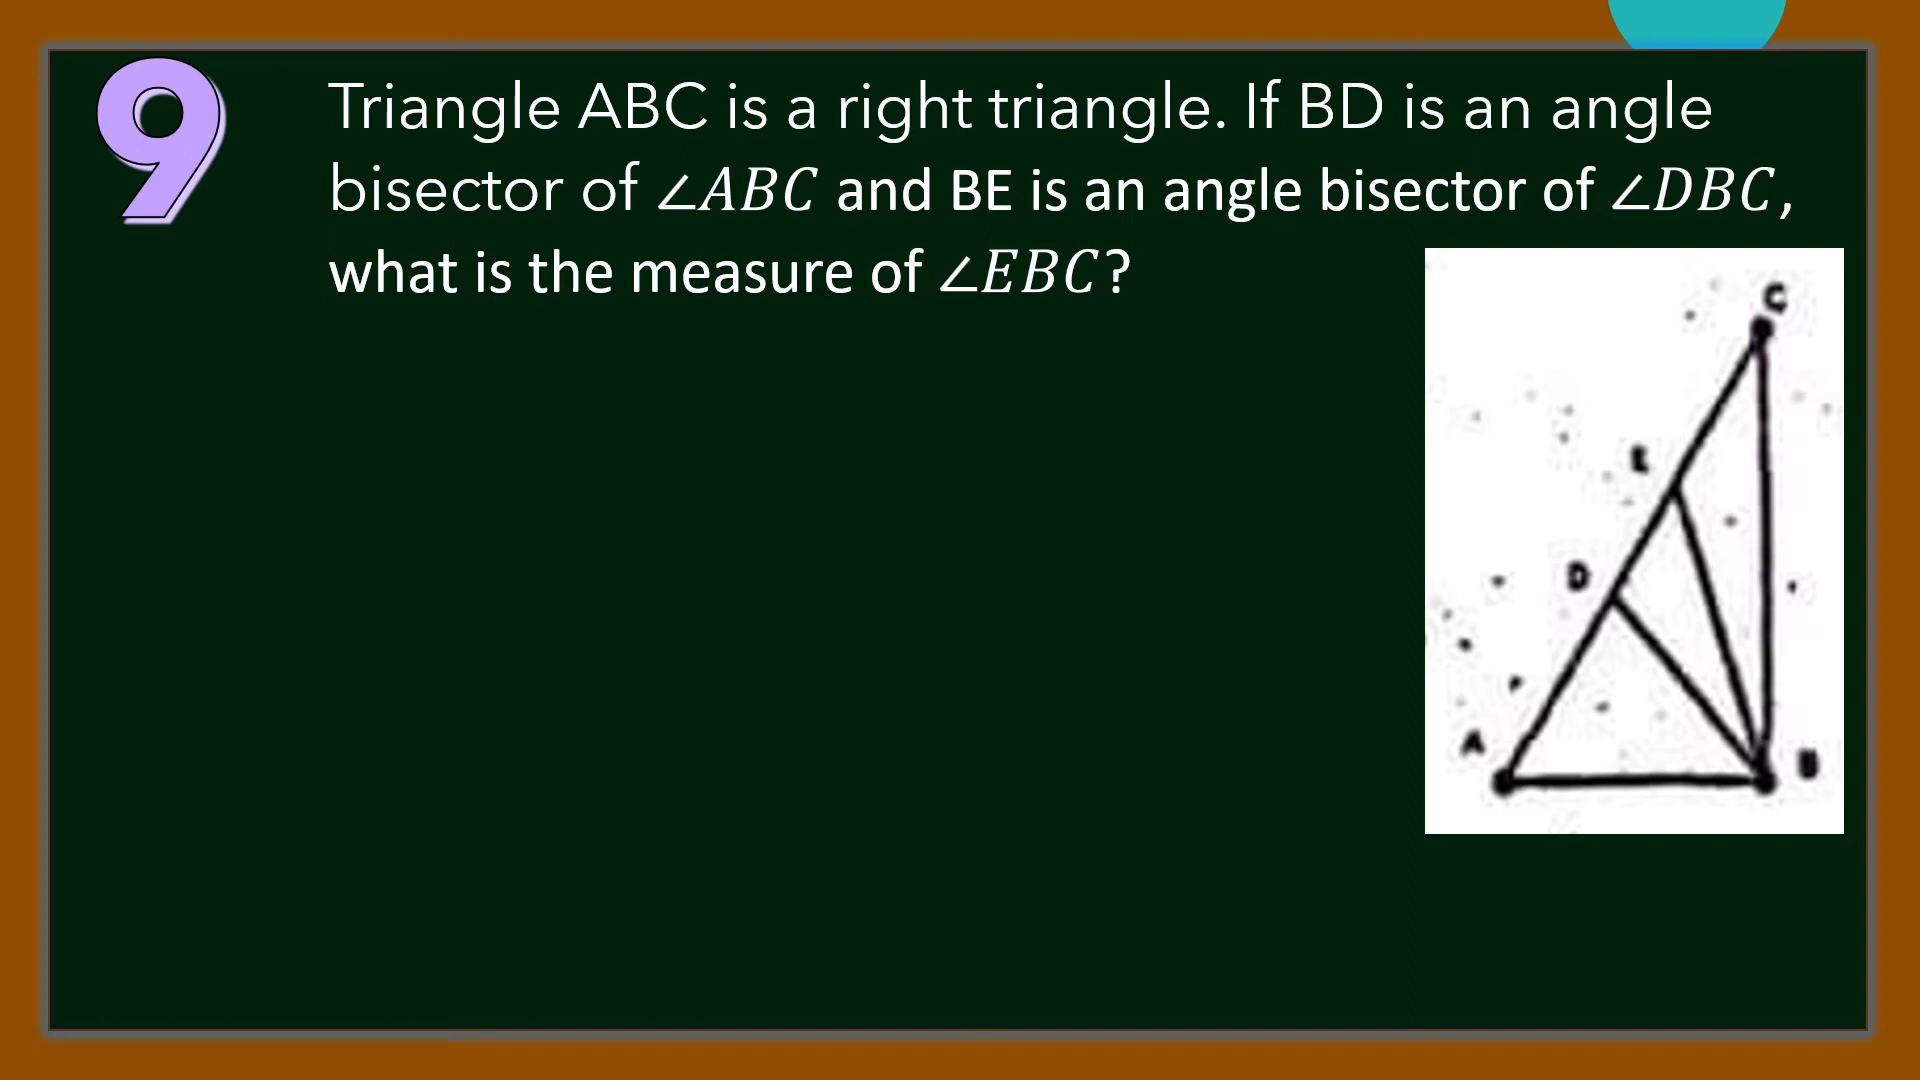 9
Triangle ABC is a right triangle. If BD is an angle
bisector of ∠ABC and BE is an angle bisector of ∠DBC,
what is the measure of ∠EBC?
C
E
D
A
B